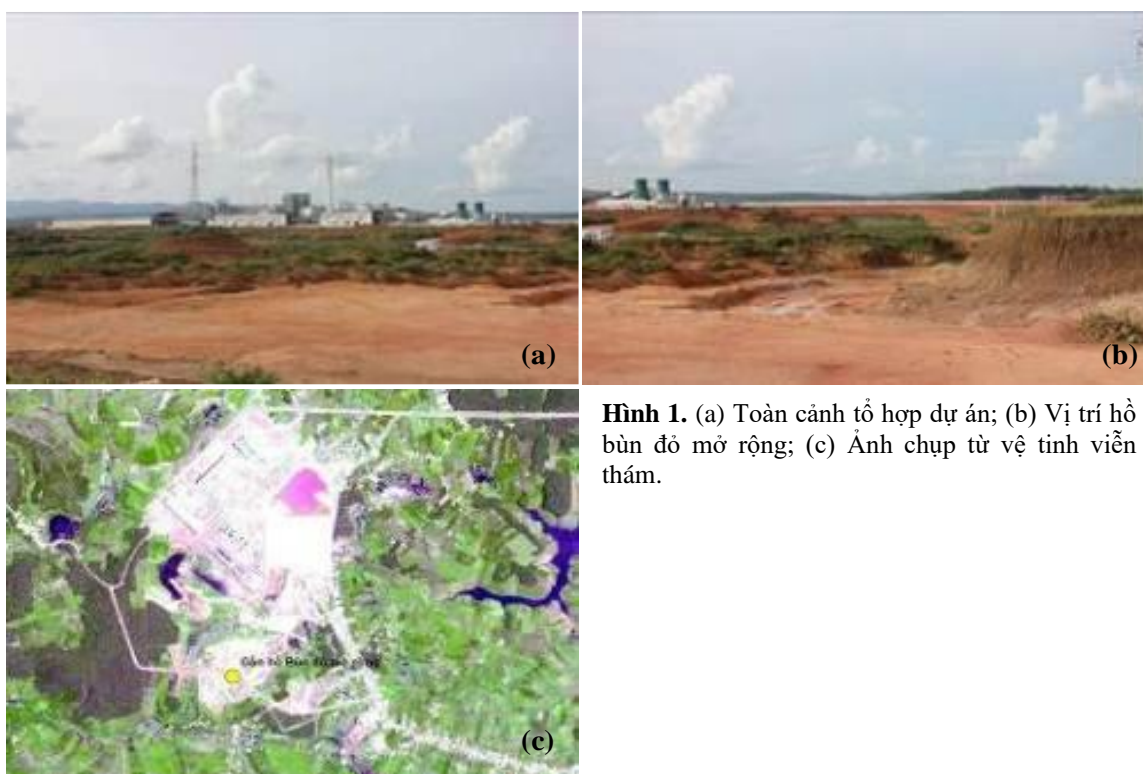 (a)
(b)
Hình 1. (a) Toàn cảnh tổ hợp dự án; (b) Vị trí hồ
bùn đỏ mở rộng; (c) Ảnh chụp từ vệ tinh viễn
thám.
(c)